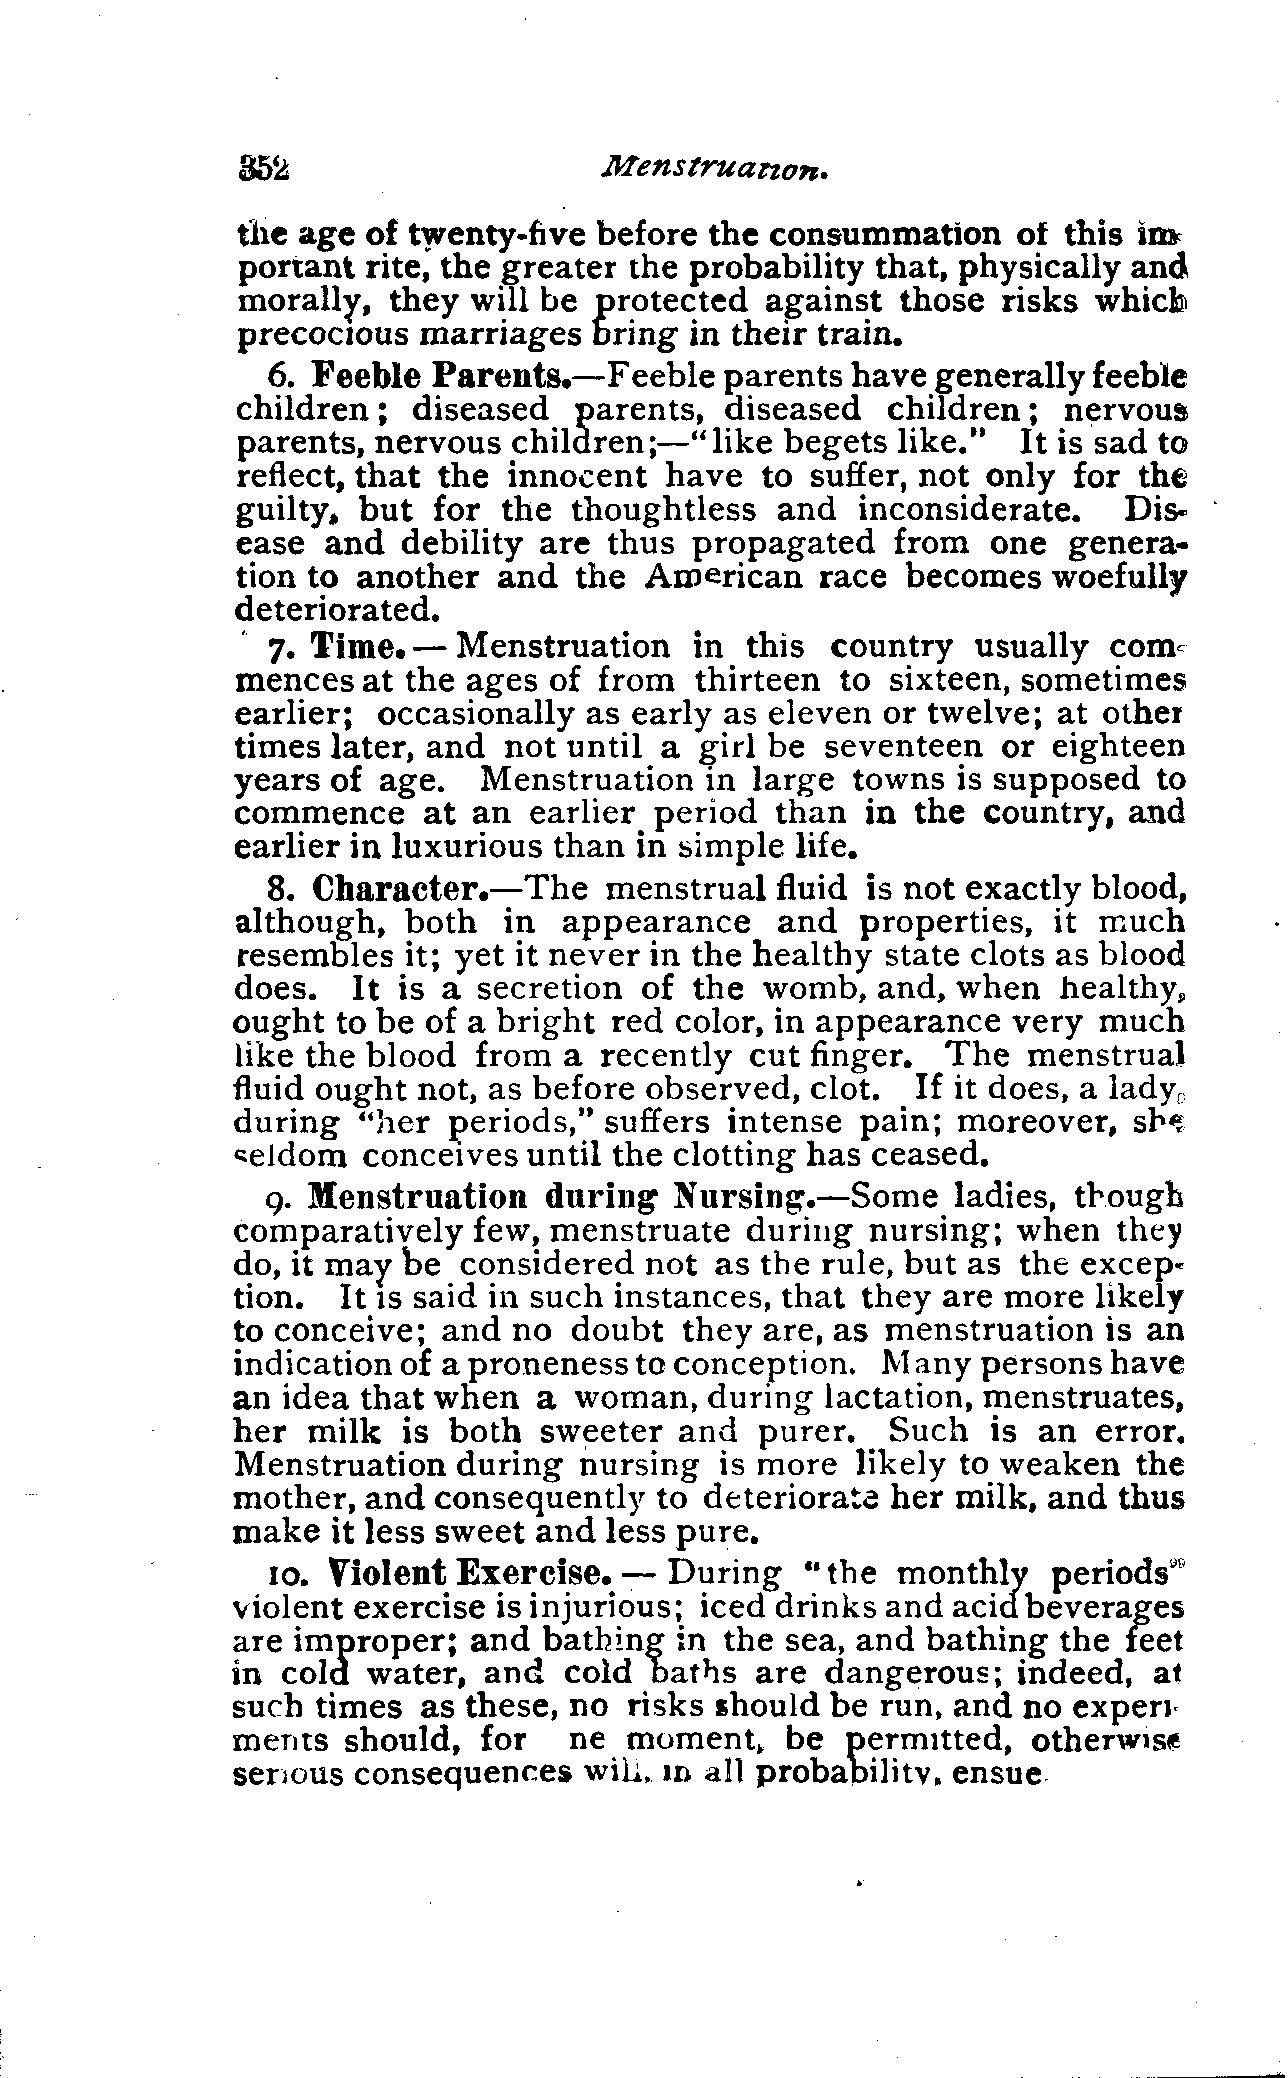 352 Menstruation.
the age of twenty-five before the consummation of this im-
portant rite, the greater the probability that, physically and
morally, they will be protected against those risks which
precocious marriages bring in their train.
6. Feeble Parents.—Feeble parents have generally feeble
children; diseased parents, diseased children; nervous
parents, nervous children;—"like begets like." It is sad to
reflect, that the innocent have to suffer, not only for the
guilty, but for the thoughtless and inconsiderate. Dis-
ease and debility are thus propagated from one genera-
tion to another and the American race becomes woefully
deteriorated.
7. Time.— Menstruation in this country usually com-
mences at the ages of from thirteen to sixteen, sometimes
earlier; occasionally as early as eleven or twelve; at other
times later, and not until a girl be seventeen or eighteen
years of age. Menstruation in large towns is supposed to
commence at an earlier period than in the country, and
earlier in luxurious than in simple life.
8. Character.—The menstrual fluid is not exactly blood,
although, both in appearance and properties, it much
resembles it; yet it never in the healthy state clots as blood
does. It is a secretion of the womb, and, when healthy,
ought to be of a bright red color, in appearance very much
like the blood from a recently cut finger. The menstrual
fluid ought not, as before observed, clot. If it does, a lady,
during "her periods," suffers intense pain; moreover, she
seldom conceives until the clotting has ceased.
9. Menstruation during Nursing.—Some ladies, though
comparatively few, menstruate during nursing; when they
do, it may be considered not as the rule, but as the excep-
tion. It is said in such instances, that they are more likely
to conceive; and no doubt they are, as menstruation is an
indication of a proneness to conception. Many persons have
an idea that when a woman, during lactation, menstruates,
her milk is both sweeter and purer. Such is an error.
Menstruation during nursing is more likely to weaken the
mother, and consequently to deteriorate her milk, and thus
make it less sweet and less pure.
10. Violent Exercise. — During "the monthly periods"
violent exercise is injurious; iced drinks and acid beverages
are improper; and bathing in the sea, and bathing the feet
in cold water, and cold baths are dangerous; indeed, at
such times as these, no risks should be run, and no experi-
ments should, for ne moment, be permitted, otherwise
serious consequences will, in all probability, ensue.